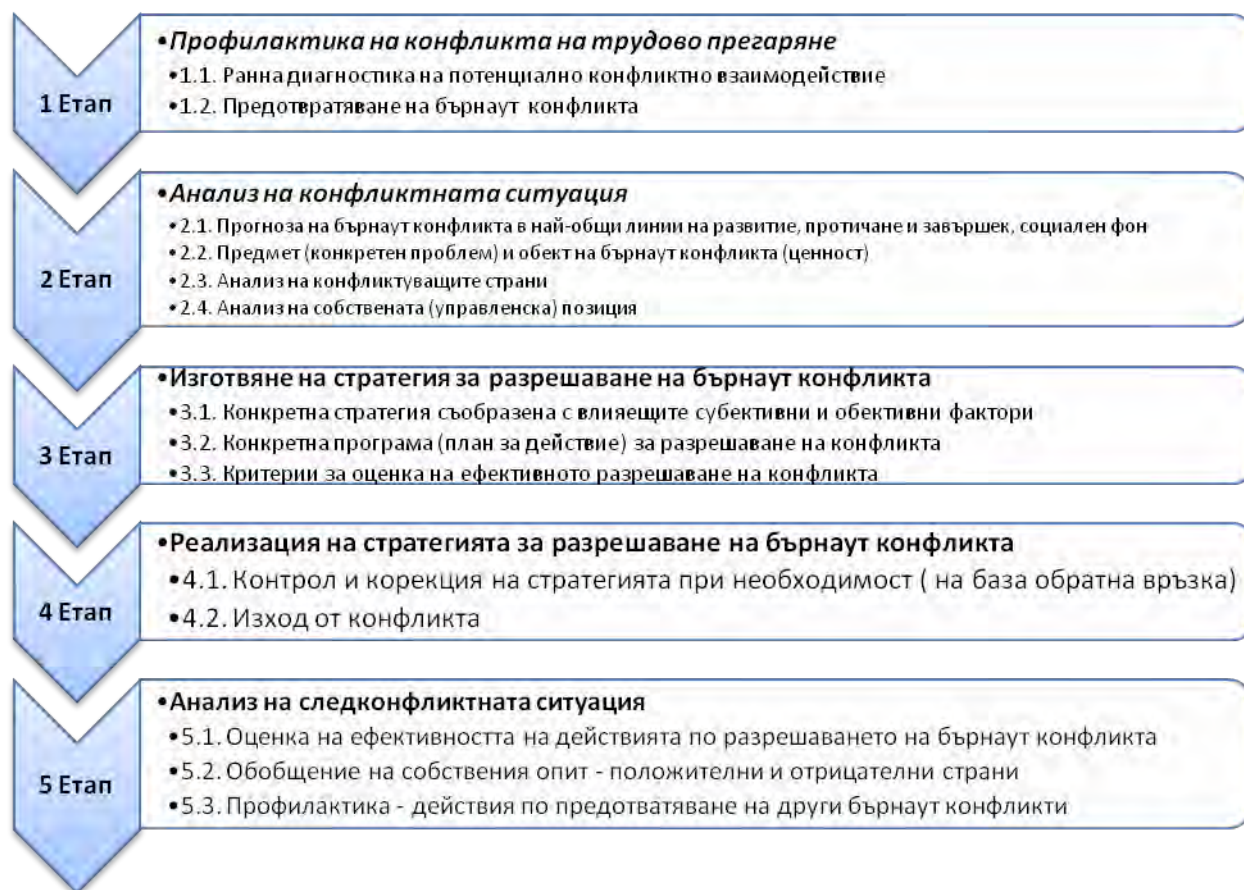 1 Етап
•Профилактика на конфликта на трудово прегаряне
•1.1. Ранна диагностика на потенциално конфликтно взаимодействие
•1.2. Предотвратяване на бърнаут конфликта
2 Етап
•Анализ на конфликтната ситуация
•2.1. Прогноза на бърнаут конфликта в най-общи линии на развитие, протичане и завършек, социален фон
•2.2. Предмет (конкретен проблем) и обект на бърнаут конфликта (ценност)
•2.3. Анализ на конфликтуващите страни
•2.4. Анализ на собствената (управленска) позиция
3 Етап
•Изготвяне на стратегия за разрешаване на бърнаут конфликта
•3.1. Конкретна стратегия съобразена с влияещите субективни и обективни фактори
•3.2. Конкретна програма (план за действие) за разрешаване на конфликта
•3.3. Критерии за оценка на ефективното разрешаване на конфликта
4 Етап
•Реализация на стратегията за разрешаване на бърнаут конфликта
•4.1. Контрол и корекция на стратегията при необходимост ( на база обратна връзка)
•4.2. Изход от конфликта
5 Етап
•Анализ на следконфликтната ситуация
•5.1. Оценка на ефективността на действията по разрешаването на бърнаут конфликта
•5.2. Обобщение на собствения опит - положителни и отрицателни страни
•5.3. Профилактика - действия по предотватяване на други бърнаут конфликти